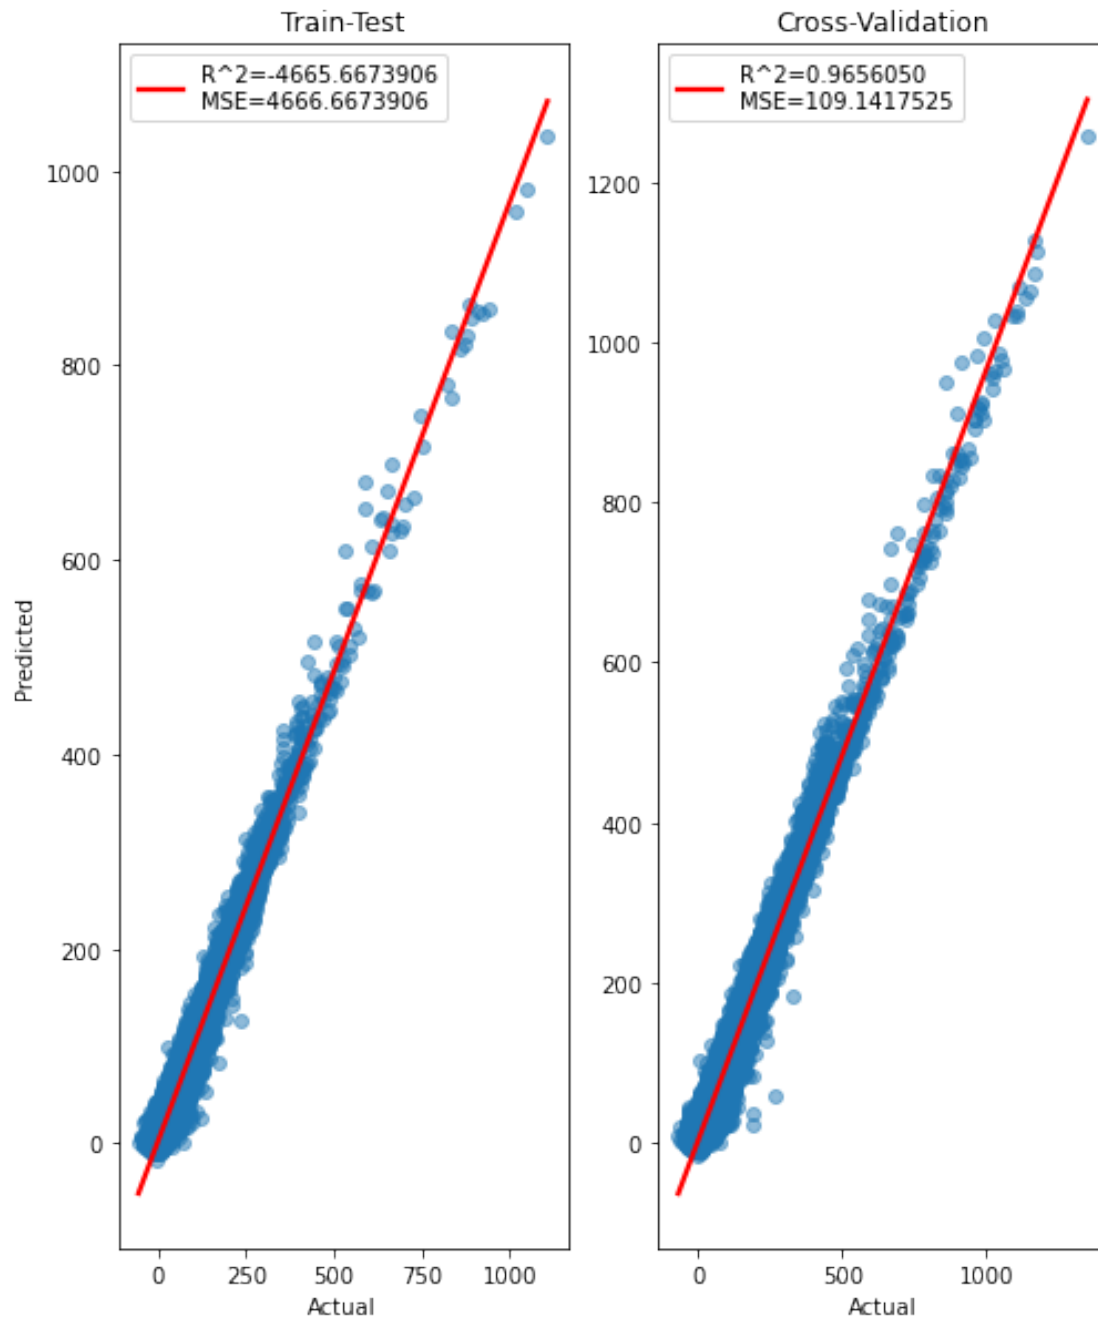 Train-Test
R^2=-4665.6673906
MSE=4666.6673906
1000
800
600
400
200
0
Predicted
0 250 500 750 1000
Actual
Cross-Validation
R^2=0.9656050
MSE=109.1417525
1200
1000
800
600
400
200
0
0 500 1000
Actual